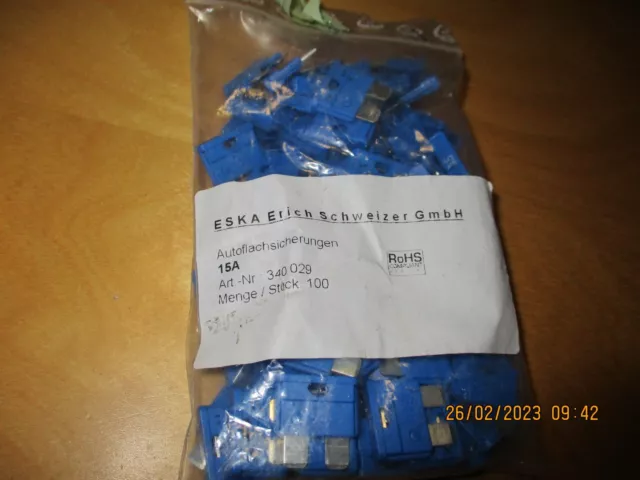 ESKA Erich Schweizer GmbH
Autoflachsicherungen
15A
Art.-Nr. 340.029
Menge / Stück: 100
RoHS
COMPLIANT
26/02/2023 09:42